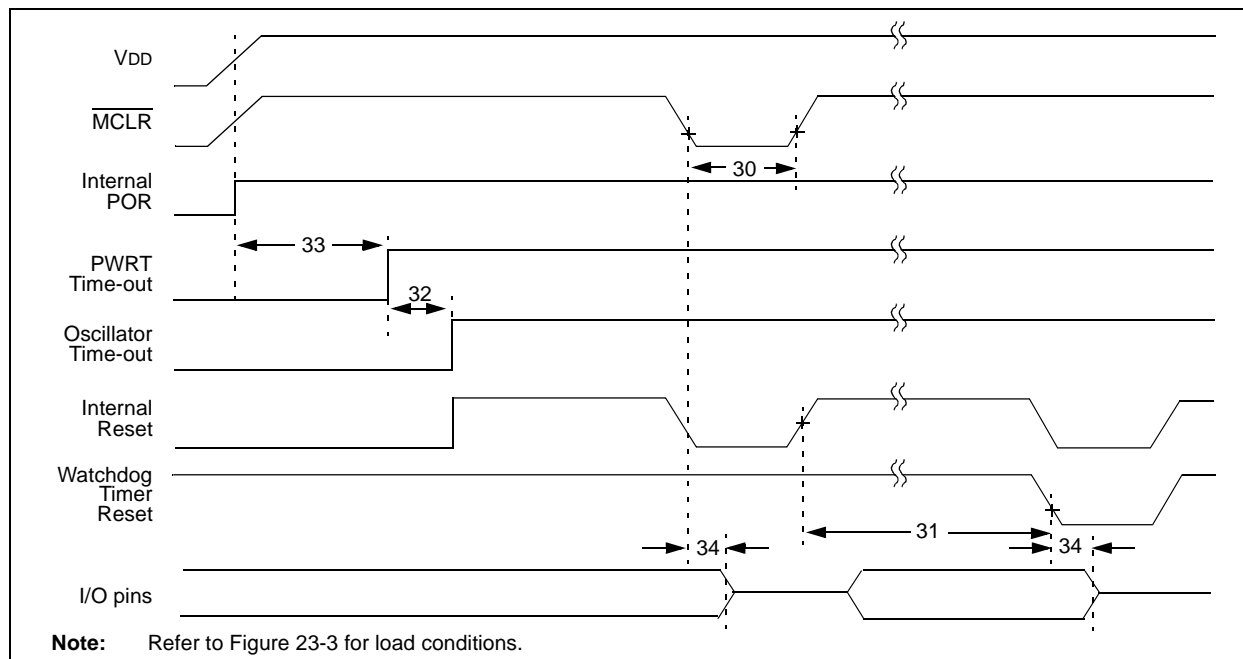 VDD
MCLR
30
Internal
POR
33
PWRT
Time-out
32
Oscillator
Time-out
Internal
Reset
Watchdog
Timer
Reset
31
34
34
I/O pins
Note: Refer to Figure 23-3 for load conditions.